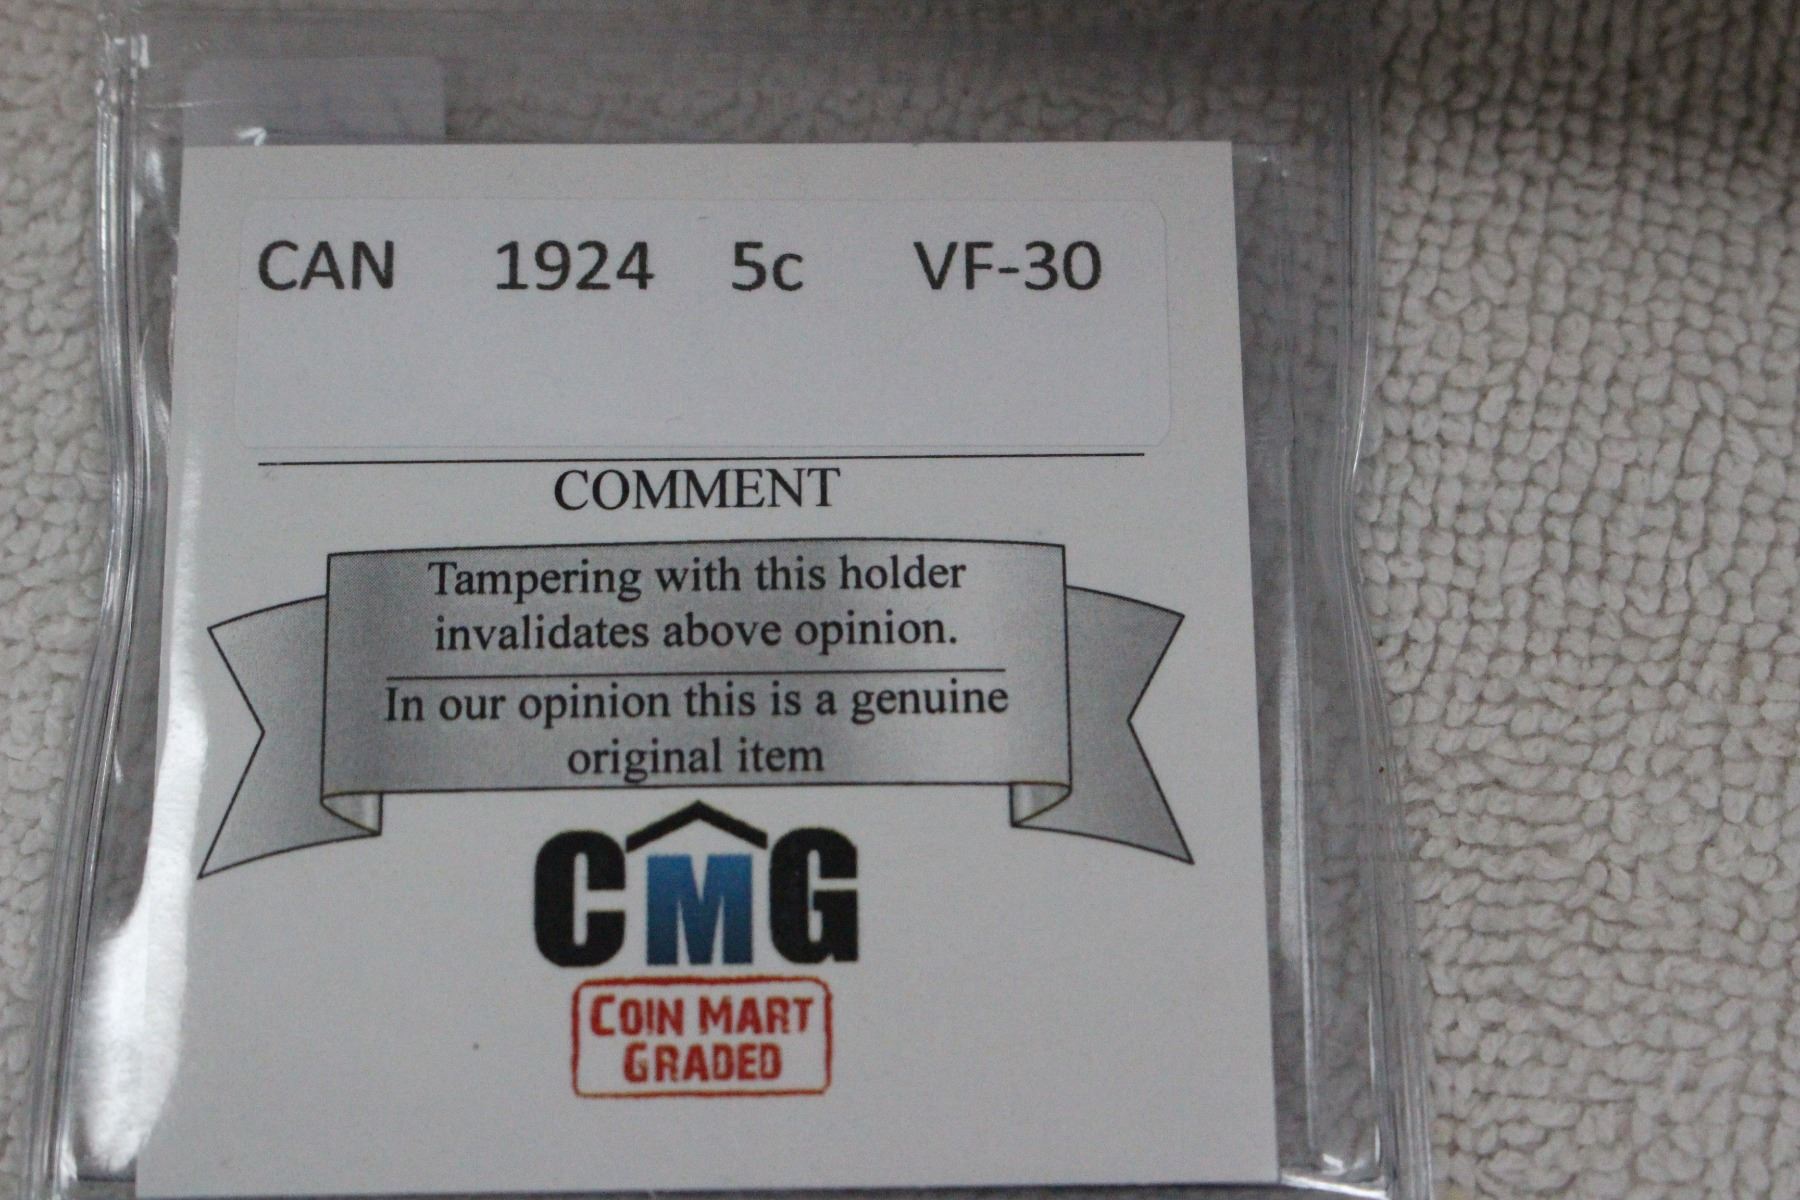 CAN 1924 5c VF-30
COMMENT
Tampering with this holder
invalidates above opinion.
In our opinion this is a genuine
original item
CMG
COIN MART
GRADED